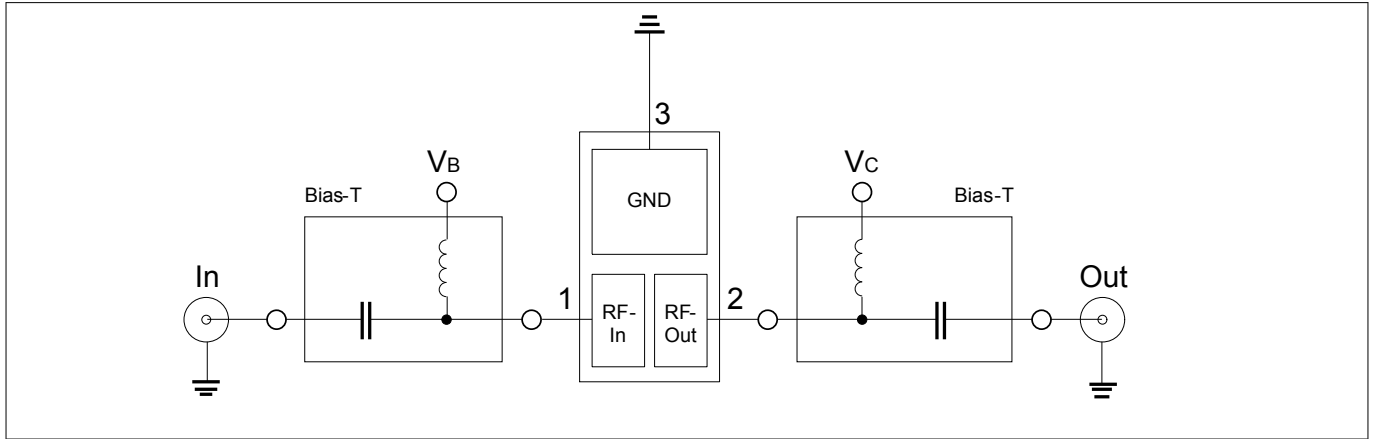 3
VB
VC
Bias-T
Bias-T
GND
In
Out
1
2
RF-
In
RF-
Out